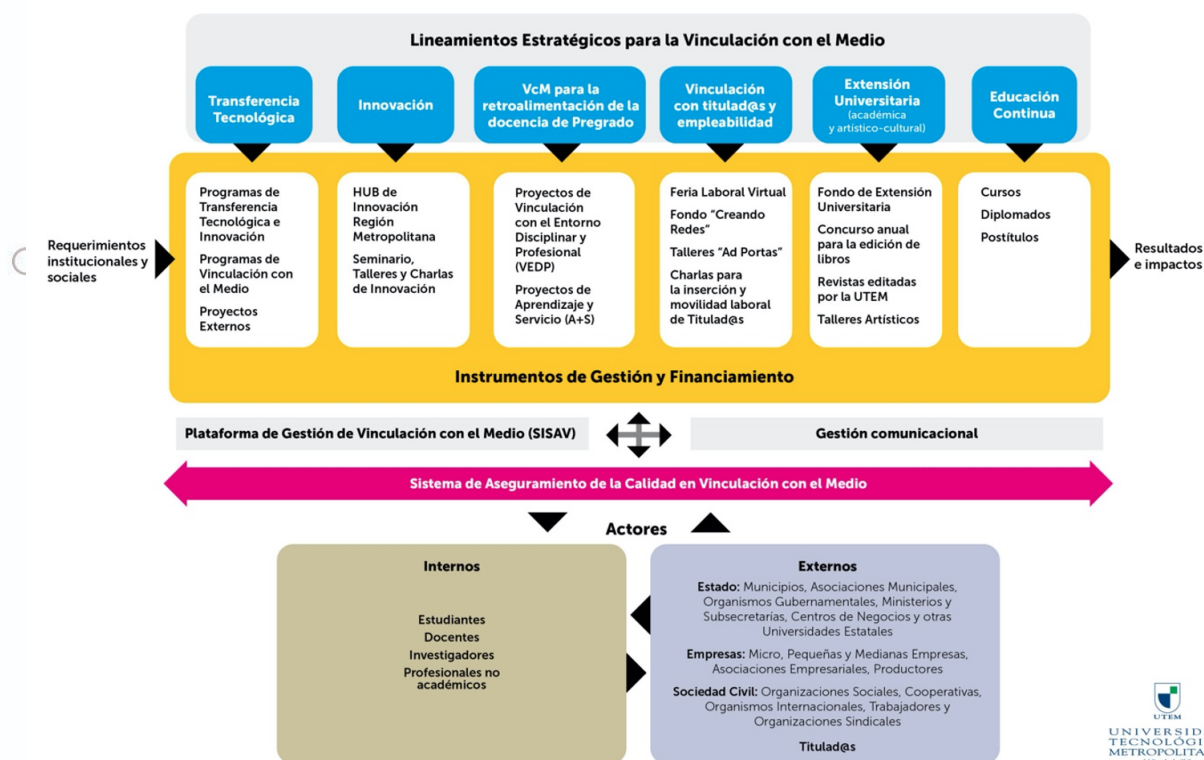 Lineamientos Estratégicos para la Vinculación con el Medio
Transferencia
Tecnológica
Innovación
VcM para la
retroalimentación de la
docencia de Pregrado
Vinculación
con titulad@s y
empleabilidad
Extensión
Universitaria
(académica
y artístico-cultural)
Educación
Continua
Requerimientos
institucionales y
sociales
Programas de
Transferencia
Tecnológica e
Innovación
Programas de
Vinculación con
el Medio
Proyectos
Externos
HUB de
Innovación
Región
Metropolitana
Seminario,
Talleres y Charlas
de Innovación
Proyectos de
Vinculación
con el Entorno
Disciplinar y
Profesional
(VEDP)
Proyectos de
Aprendizaje y
Servicio (A+S)
Feria Laboral Virtual
Fondo "Creando
Redes"
Talleres "Ad Portas"
Charlas para
la inserción y
movilidad laboral
de Titulad@s
Fondo de Extensión
Universitaria
Concurso anual
para la edición de
libros
Revistas editadas
por la UTEM
Talleres Artísticos
Cursos
Diplomados
Postítulos
Resultados
e impactos
Instrumentos de Gestión y Financiamiento
Plataforma de Gestión de Vinculación con el Medio (SISAV)
Gestión comunicacional
Sistema de Aseguramiento de la Calidad en Vinculación con el Medio
Actores
Internos
Estudiantes
Docentes
Investigadores
Profesionales no
académicos
Externos
Estado: Municipios, Asociaciones Municipales,
Organismos Gubernamentales, Ministerios y
Subsecretarías, Centros de Negocios y otras
Universidades Estatales
Empresas: Micro, Pequeñas y Medianas Empresas,
Asociaciones Empresariales, Productores
Sociedad Civil: Organizaciones Sociales, Cooperativas,
Organismos Internacionales, Trabajadores y
Organizaciones Sindicales
Titulad@s
UTEM
UNIVERSID
TECNOLÓGI
METROPOLITA